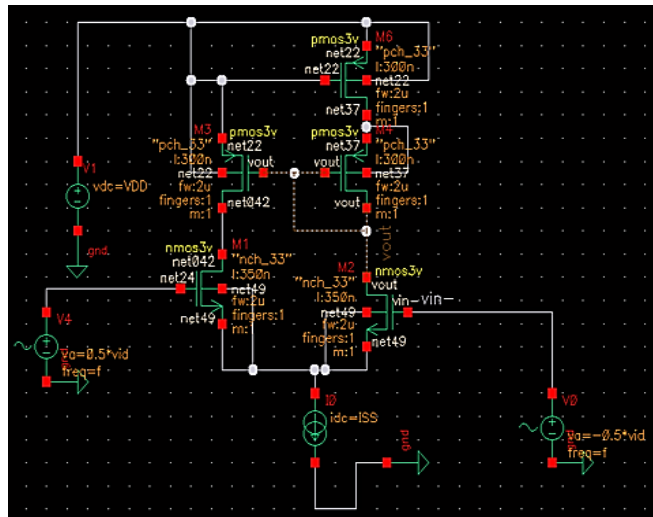 M6
pmos3v
"pch_33"
net22
l:300n
net22
net22
fw:2u
fingers:1
net37
m:1
M3
pmos3v
"pch_33"
net22
l:300n
vout
net22
fw:2u
fingers:1
net042
m:1
pmos3v
M4
"pch_33"
net37
l:300n
vout
net37
fw:2u
fingers:1
vout
m:1
V1
vdc=VDD
gnd
vout
nmos3v
M1
net042
"nch_33"
net24
l:350n
net49
fw:2u
fingers:1
net49
m:1
M2
nmos3v
"nch_33"
vout
l:350n
vin-
vin-
net49
fw:2u
fingers:1
net49
m:1
V4
va=0.5*vid
freq=f
I0
idc=ISS
gnd
V0
va=-0.5*vid
freq=f